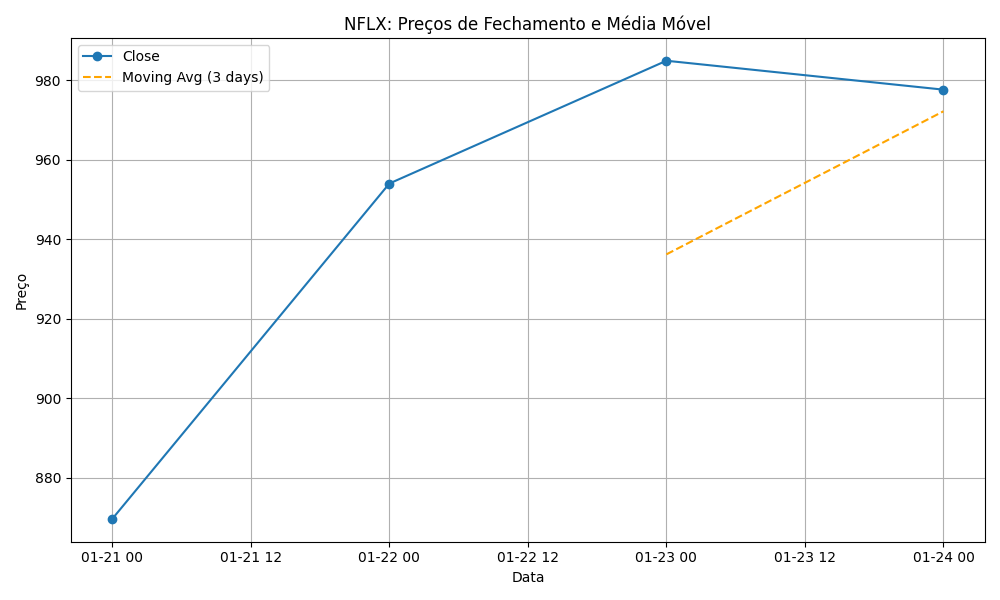 NFLX: Preços de Fechamento e Média Móvel
Close
Moving Avg (3 days)
Preço
980
960
940
920
900
880
01-21 00
01-21 12
01-22 00
01-22 12
01-23 00
01-23 12
01-24 00
Data